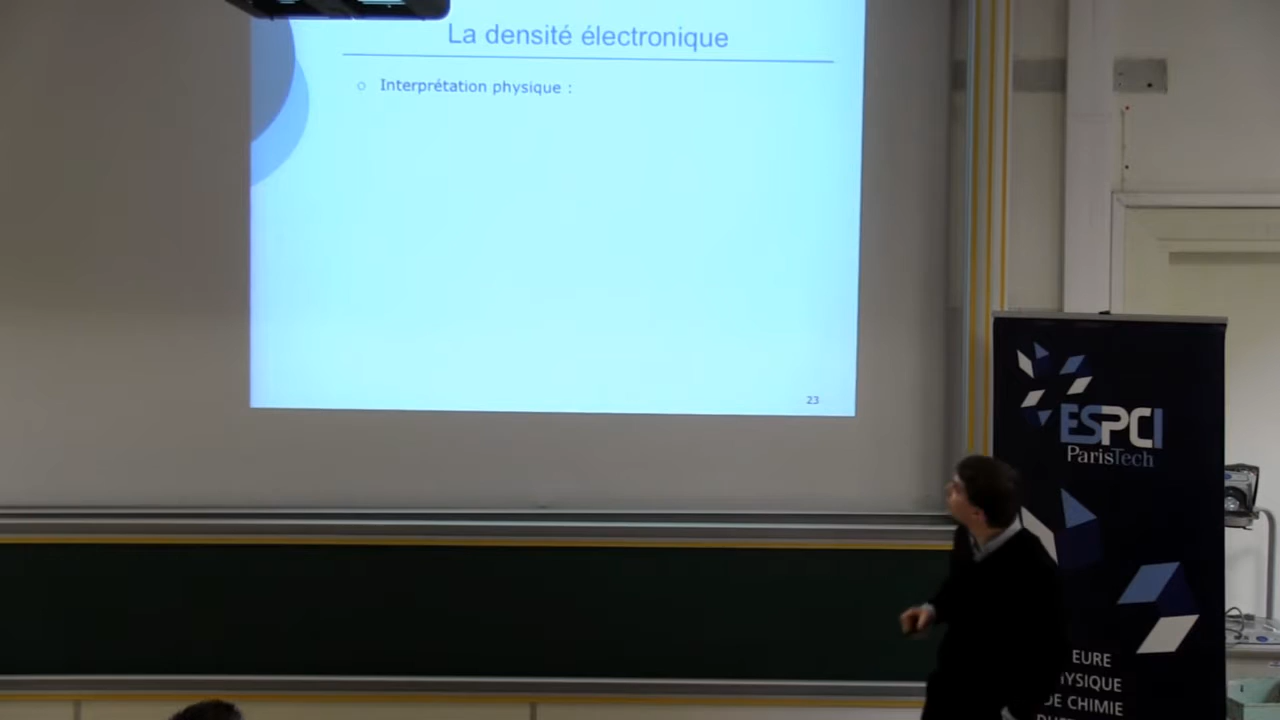 La densité électronique
○ Interprétation physique :
23
ESPCI
ParisTech
EURE
YSIQUE
DE CHIMIE